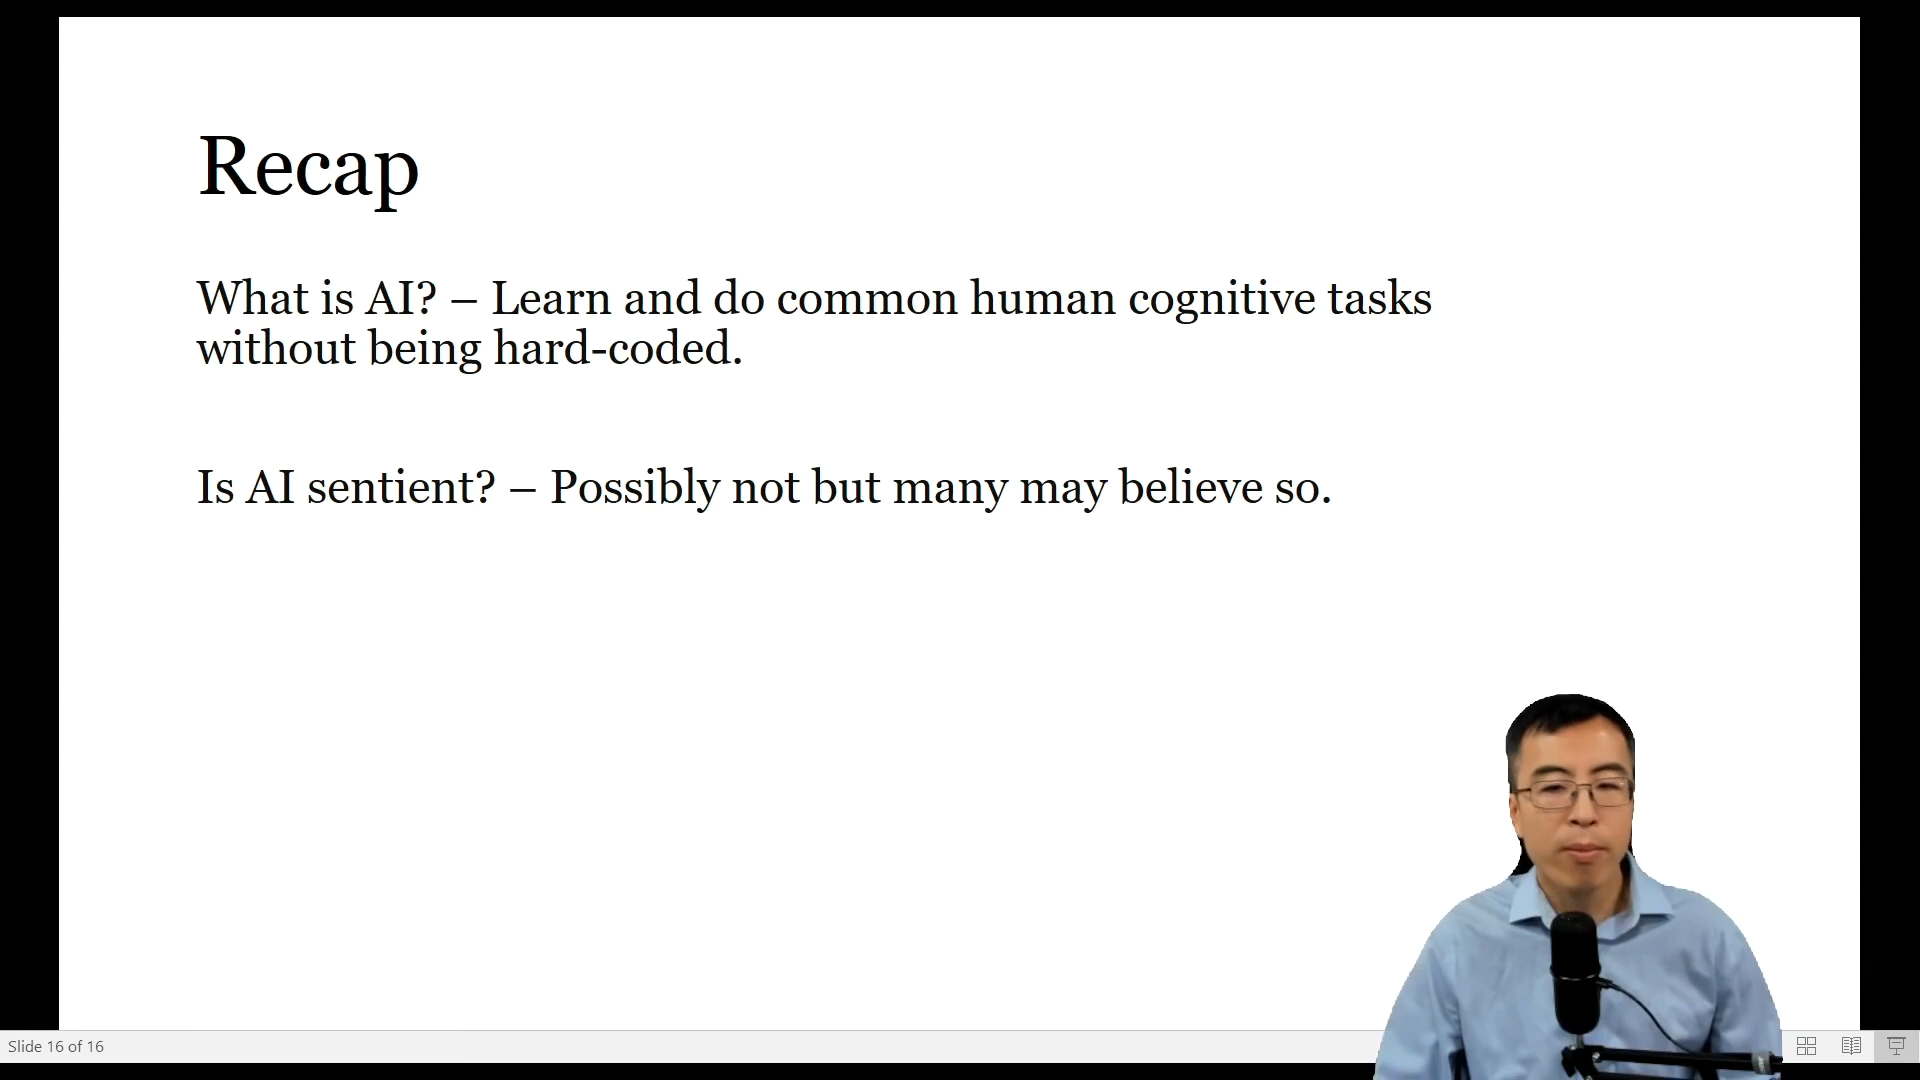 Recap
What is AI? – Learn and do common human cognitive tasks
without being hard-coded.
Is AI sentient? – Possibly not but many may believe so.
Slide 16 of 16